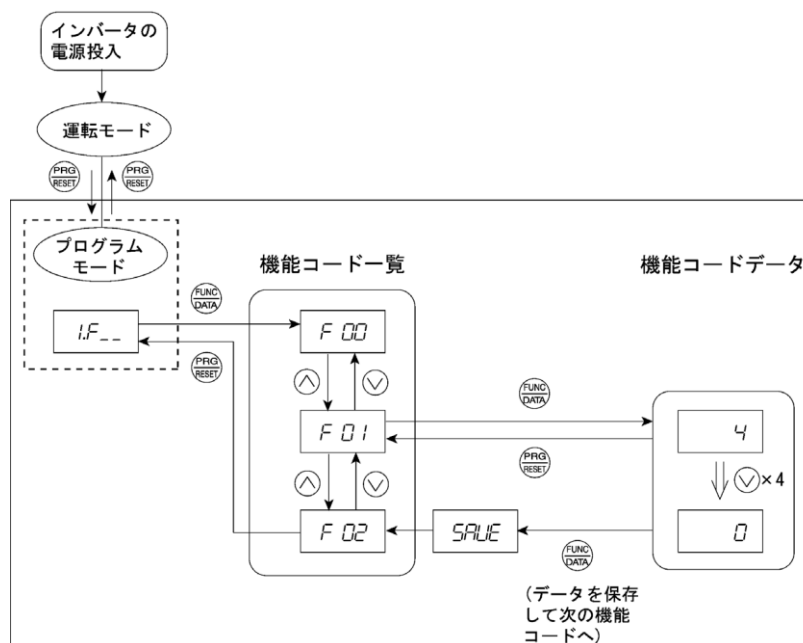 インバータの
電源投入
運転モード
PRG
RESET
PRG
RESET
プログラム
モード
機能コード一覧
機能コードデータ
FUNC
DATA
1.F_ _
F 00
PRG
RESET
FUNC
DATA
F 01
4
PRG
RESET
×4
F 02
SAVE
0
FUNC
DATA
(データを保存
して次の機能
コードへ)